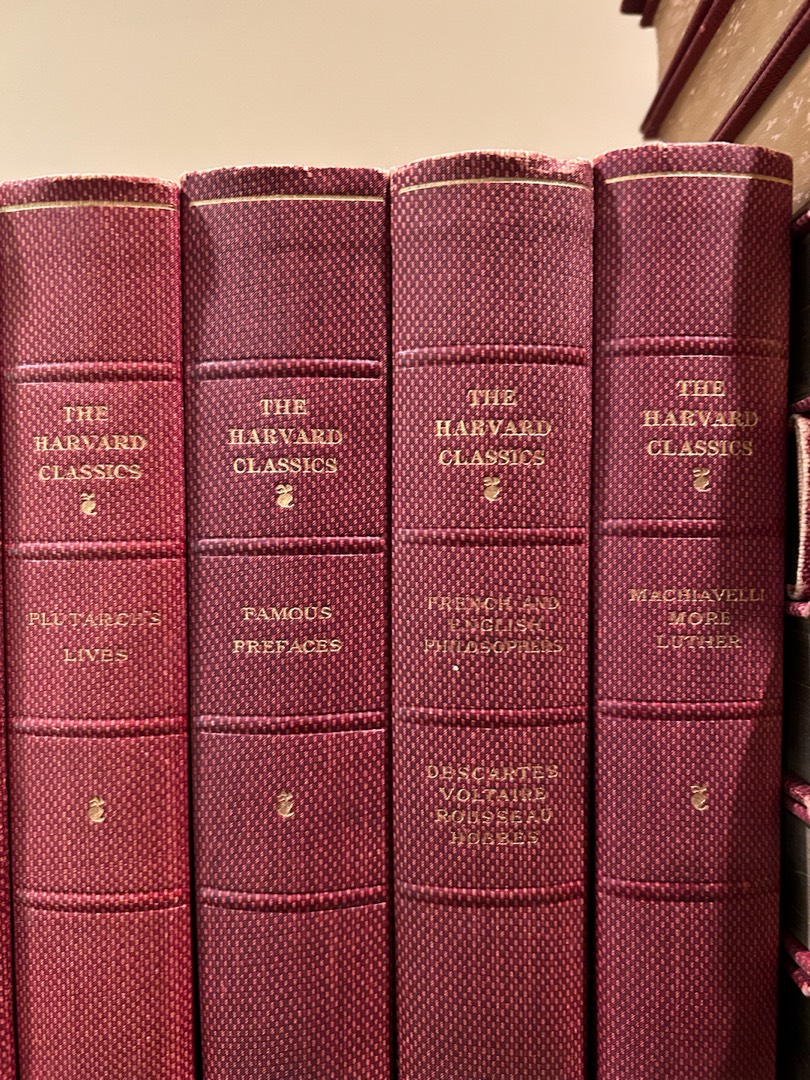 THE
HARVARD
CLASSICS
PLUTARCH'S
LIVES
THE
HARVARD
CLASSICS
FAMOUS
PREFACES
THE
HARVARD
CLASSICS
FRENCH AND
ENGLISH
PHILOSOPHERS
DESCARTES
VOLTAIRE
ROUSSEAU
HOBBES
THE
HARVARD
CLASSICS
MACHIAVELLI
MORE
LUTHER